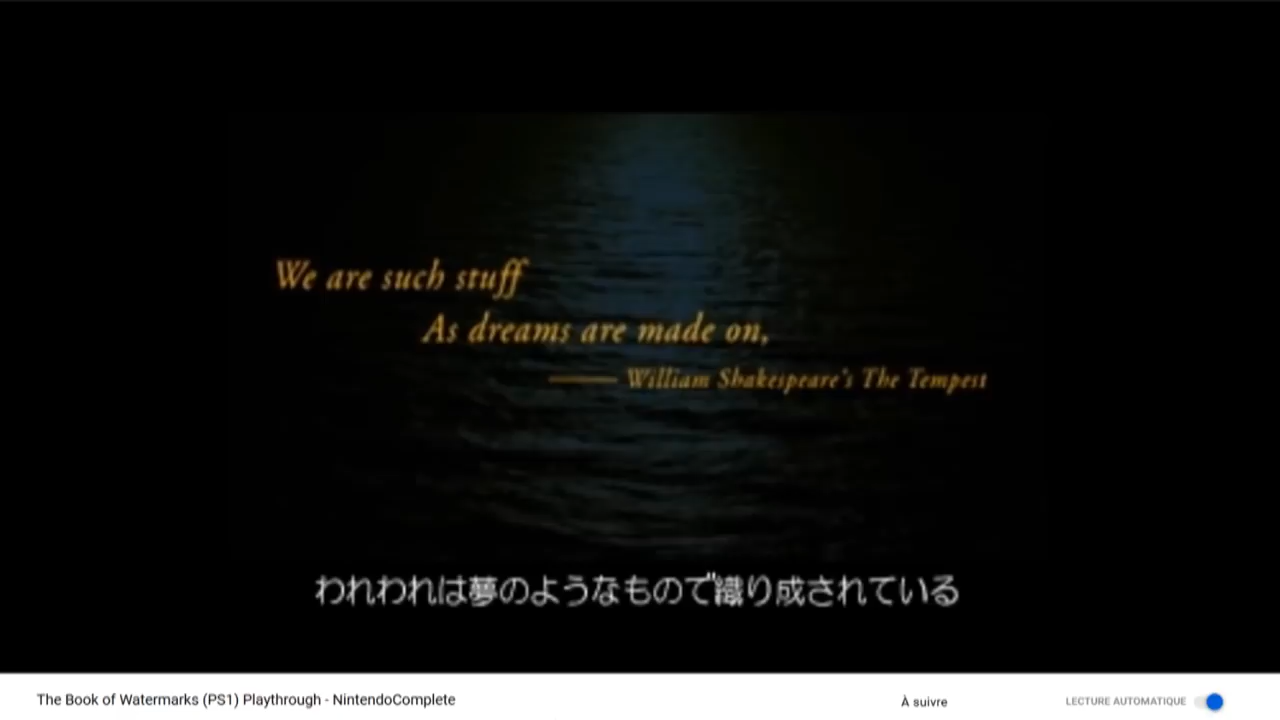 We are such stuff
As dreams are made on,
—— William Shakespeare's The Tempest
われわれは夢のようなもので織り成されている
The Book of Watermarks (PS1) Playthrough - NintendoComplete
À suivre
LECTURE AUTOMATIQUE